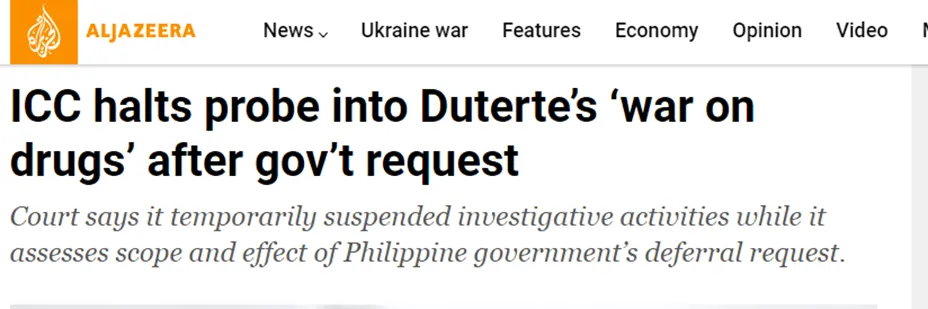 ALJAZEERA News Ukraine war Features Economy Opinion Video
ICC halts probe into Duterte’s ‘war on
drugs’ after gov’t request
Court says it temporarily suspended investigative activities while it
assesses scope and effect of Philippine government’s deferral request.